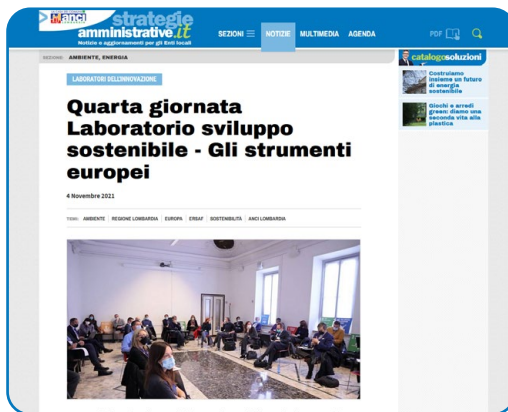 anci
strategie
amministrative.it
Notizie e aggiornamenti per gli Enti locali
SEZIONI
NOTIZIE
MULTIMEDIA
AGENDA
PDF
SEZIONE: AMBIENTE, ENERGIA
LABORATORI DELL'INNOVAZIONE
Quarta giornata
Laboratorio sviluppo
sostenibile - Gli strumenti
europei
4 Novembre 2021
TEMI: AMBIENTE REGIONE LOMBARDIA EUROPA ERSAF SOSTENIBILITÀ ANCI LOMBARDIA
catalogosoluzioni
Costruiamo
insieme un futuro
di energia
sostenibile
Giochi e arredi
green: diamo una
seconda vita alla
plastica